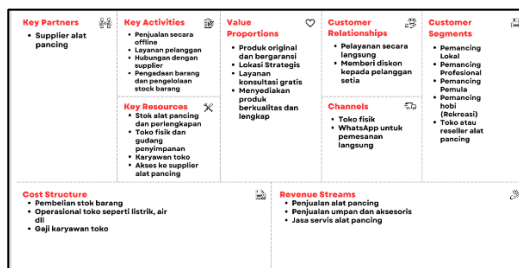 Key Partners
Supplier alat
pancing
Key Activities
Penjualan secara
offline
Layanan pelanggan
Hubungan dengan
supplier
Pengadaan barang dan
pengelolaan
stock barang
Key Resources
Stok alat pancing
dan perlengkapan
Toko fisik dan
gudang
penyimpanan
Karyawan toko
Akses ke supplier
alat pancing
Value
Proportions
Produk original
dan bergaransi
Lokasi Strategis
Layanan
konsultasi gratis
Menyediakan
produk
berkualitas dan
lengkap
Customer
Relationships
Pelayanan secara
langsung
Memberi diskon
kepada pelanggan
setia
Channels
Toko fisik
WhatsApp untuk
pemesanan
langsung
Customer
Segments
Pemancing
Lokal
Pemancing
Profesional
Pemancing
Pemula
Pemancing
hobi
(Rekreasi)
Toko atau
reseller alat
pancing
Cost Structure
Pembelian stok barang
Operasional toko seperti listrik, air
dll
Gaji karyawan toko
Revenue Streams
Penjualan alat pancing
Penjualan umpan dan aksesoris
Jasa servis alat pancing